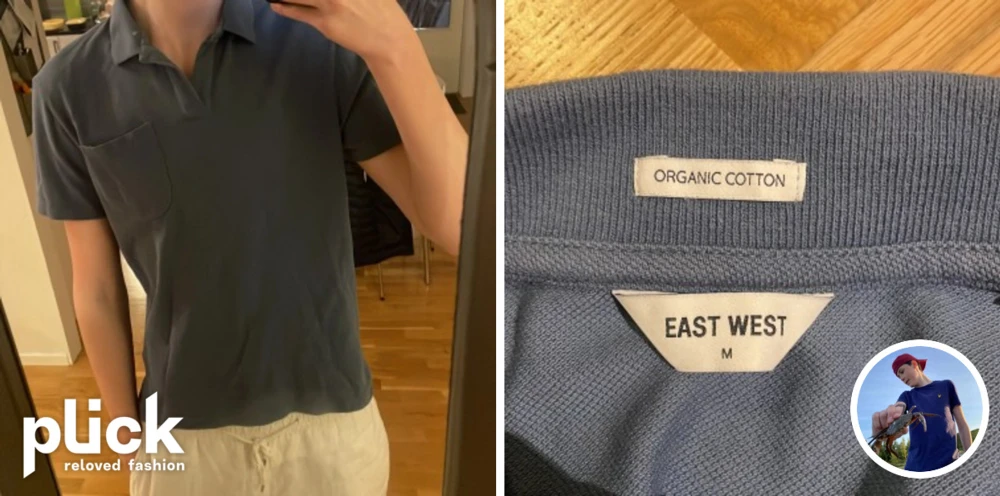 plick
reloved fashion
ORGANIC COTTON
EAST WEST
M